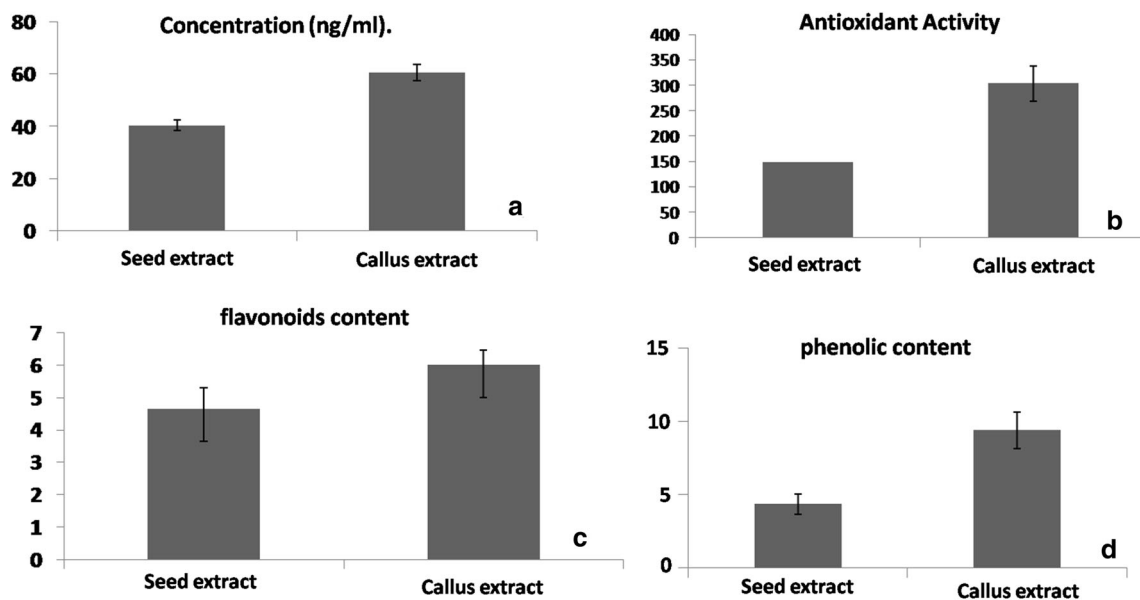 Concentration (ng/ml).
80
60
40
20
0
Seed extract
Callus extract
a
Antioxidant Activity
400
350
300
250
200
150
100
50
0
Seed extract
Callus extract
b
flavonoids content
7
6
5
4
3
2
1
0
Seed extract
Callus extract
c
phenolic content
15
10
5
0
Seed extract
Callus extract
d